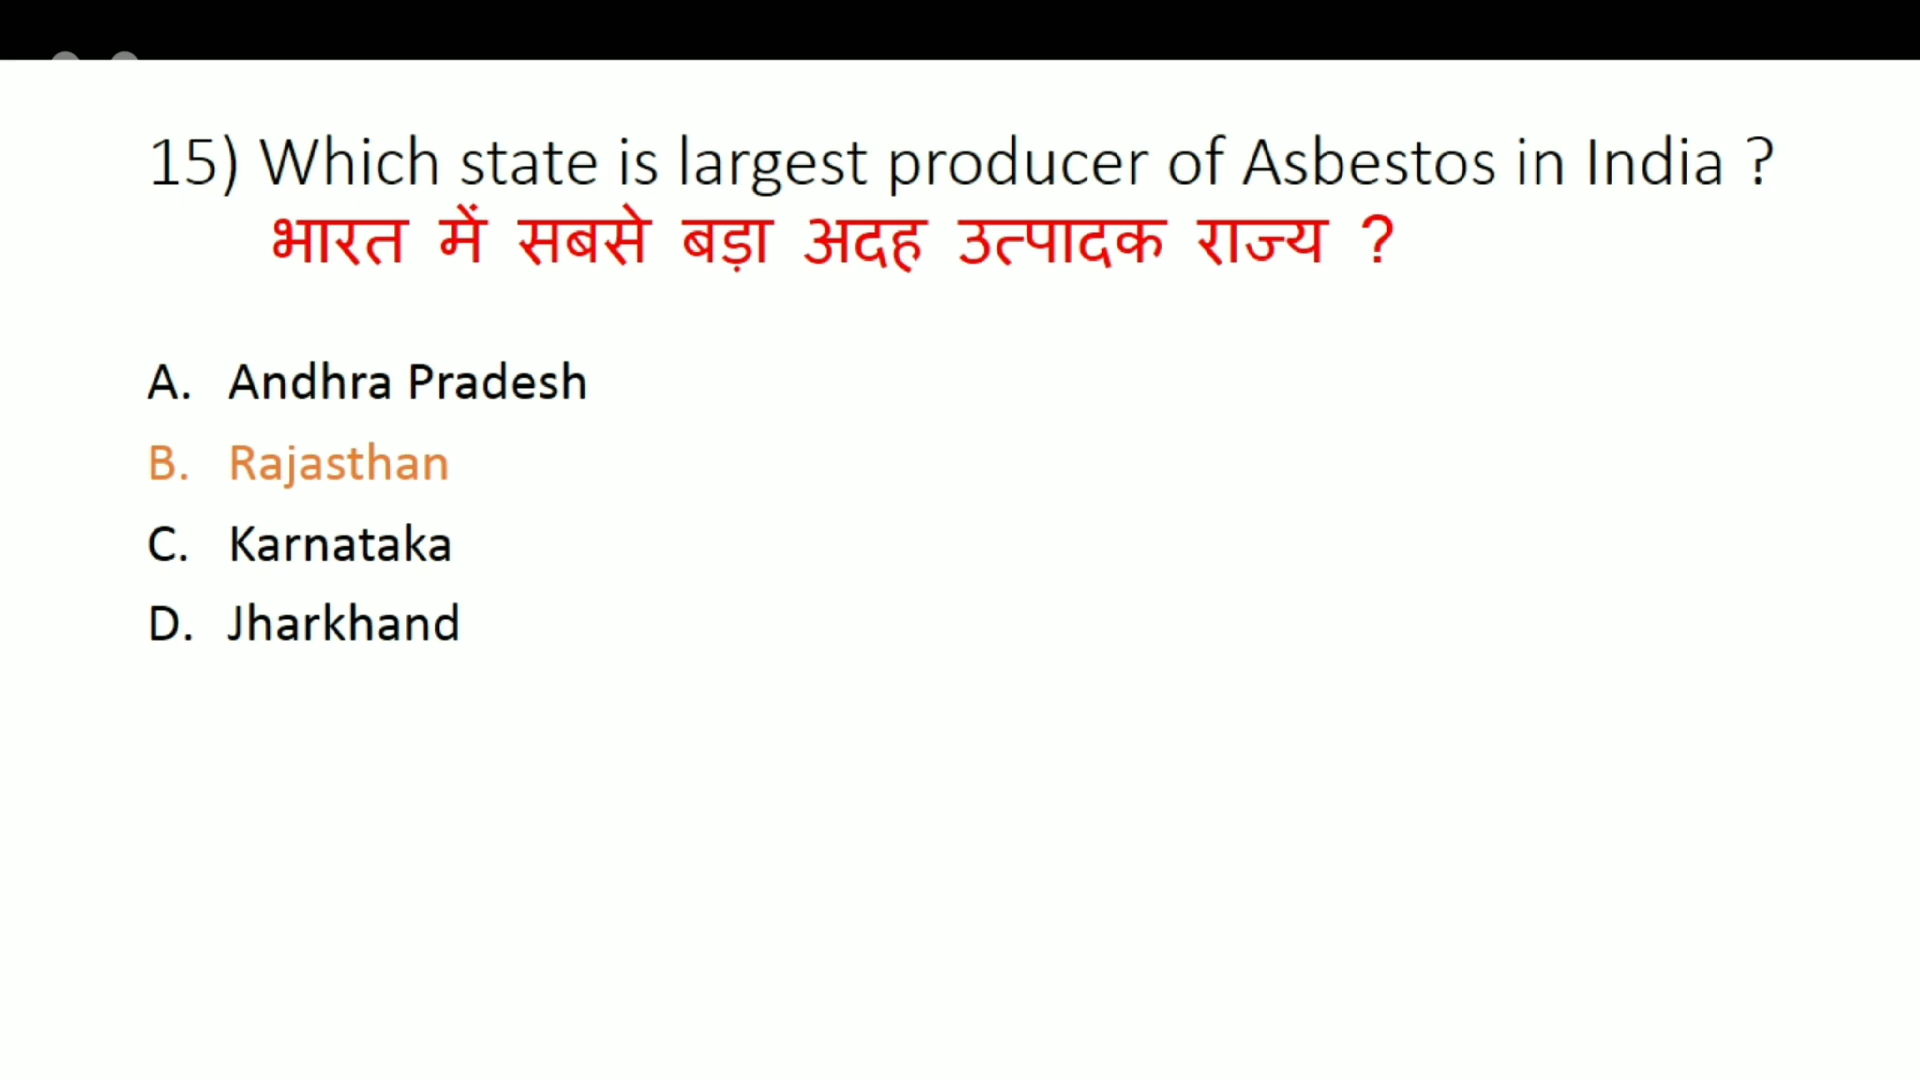 15) Which state is largest producer of Asbestos in India ?
भारत में सबसे बड़ा अदह उत्पादक राज्य ?
A. Andhra Pradesh
B. Rajasthan
C. Karnataka
D. Jharkhand